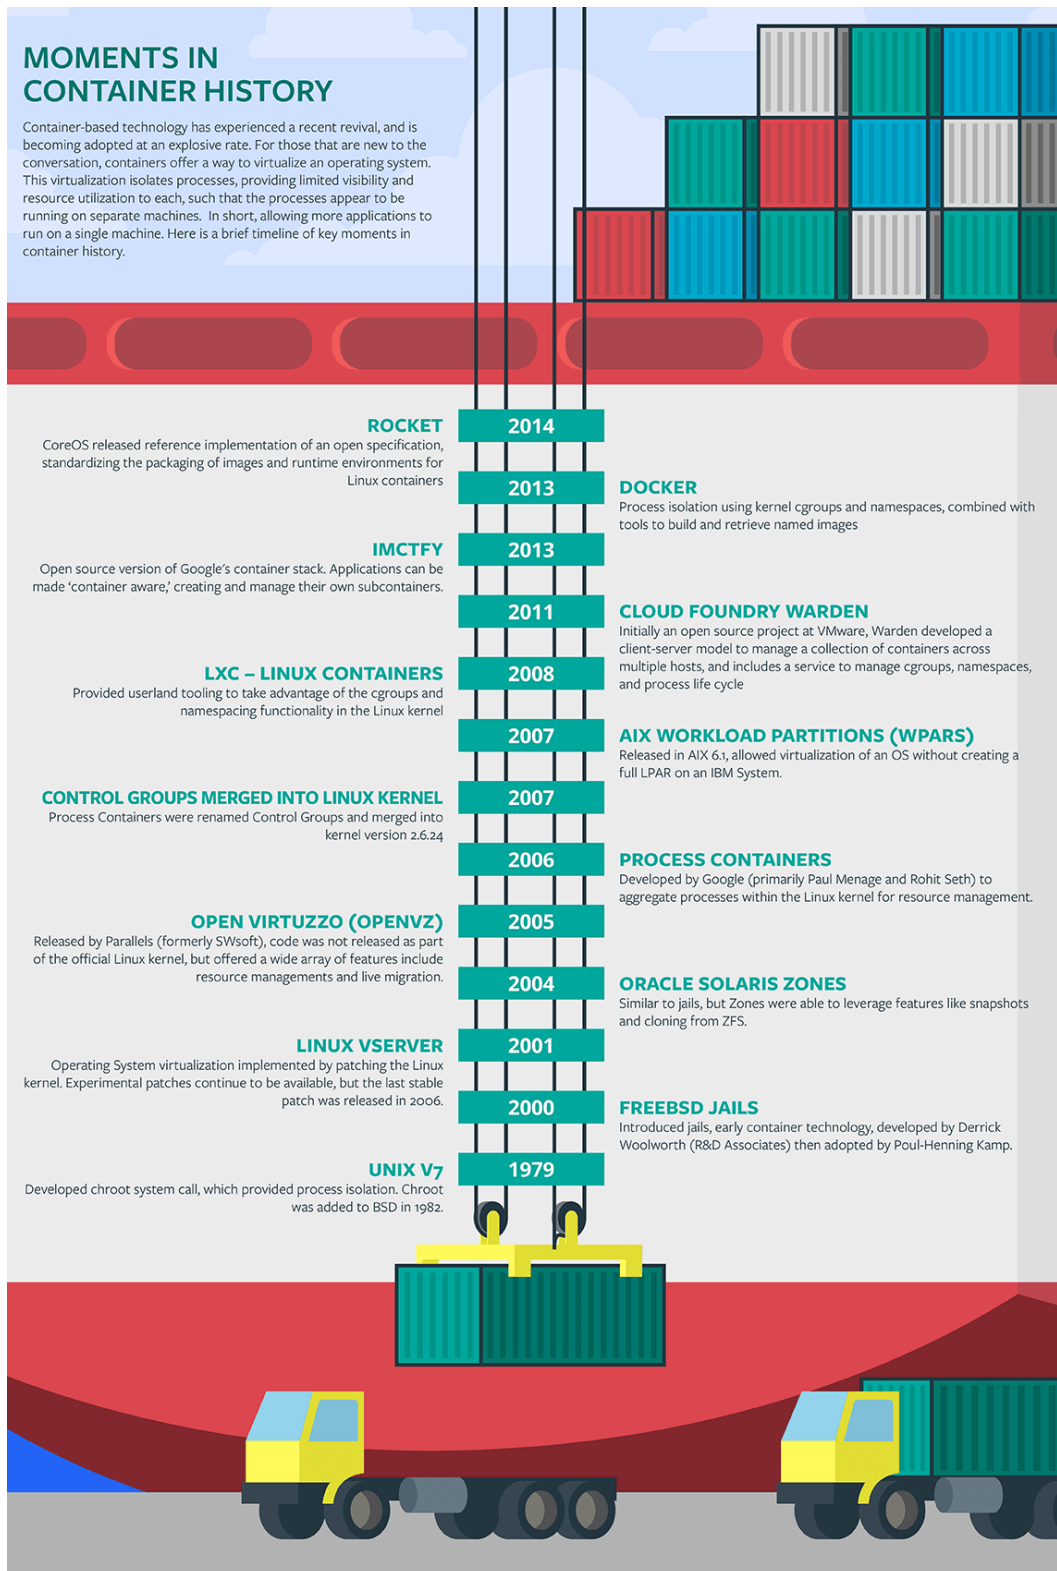 MOMENTS IN
CONTAINER HISTORY
Container-based technology has experienced a recent revival, and is
becoming adopted at an explosive rate. For those that are new to the
conversation, containers offer a way to virtualize an operating system.
This virtualization isolates processes, providing limited visibility and
resource utilization to each, such that the processes appear to be
running on separate machines. In short, allowing more applications to
run on a single machine. Here is a brief timeline of key moments in
container history.
2014
ROCKET
CoreOS released reference implementation of an open specification,
standardizing the packaging of images and runtime environments for
Linux containers
2013
DOCKER
Process isolation using kernel cgroups and namespaces, combined with
tools to build and retrieve named images
2013
IMCTFY
Open source version of Google's container stack. Applications can be
made ‘container aware,’ creating and manage their own subcontainers.
2011
CLOUD FOUNDRY WARDEN
Initially an open source project at VMware, Warden developed a
client-server model to manage a collection of containers across
multiple hosts, and includes a service to manage cgroups, namespaces,
and process life cycle
2008
LXC – LINUX CONTAINERS
Provided userland tooling to take advantage of the cgroups and
namespacing functionality in the Linux kernel
2007
AIX WORKLOAD PARTITIONS (WPARS)
Released in AIX 6.1, allowed virtualization of an OS without creating a
full LPAR on an IBM System.
2007
CONTROL GROUPS MERGED INTO LINUX KERNEL
Process Containers were renamed Control Groups and merged into
kernel version 2.6.24
2006
PROCESS CONTAINERS
Developed by Google (primarily Paul Menage and Rohit Seth) to
aggregate processes within the Linux kernel for resource management.
2005
OPEN VIRTUZZO (OPENVZ)
Released by Parallels (formerly SWsoft), code was not released as part
of the official Linux kernel, but offered a wide array of features include
resource managements and live migration.
2004
ORACLE SOLARIS ZONES
Similar to jails, but Zones were able to leverage features like snapshots
and cloning from ZFS.
2001
LINUX VSERVER
Operating System virtualization implemented by patching the Linux
kernel. Experimental patches continue to be available, but the last stable
patch was released in 2006.
2000
FREEBSD JAILS
Introduced jails, early container technology, developed by Derrick
Woolworth (R&D Associates) then adopted by Poul-Henning Kamp.
1979
UNIX V7
Developed chroot system call, which provided process isolation. Chroot
was added to BSD in 1982.